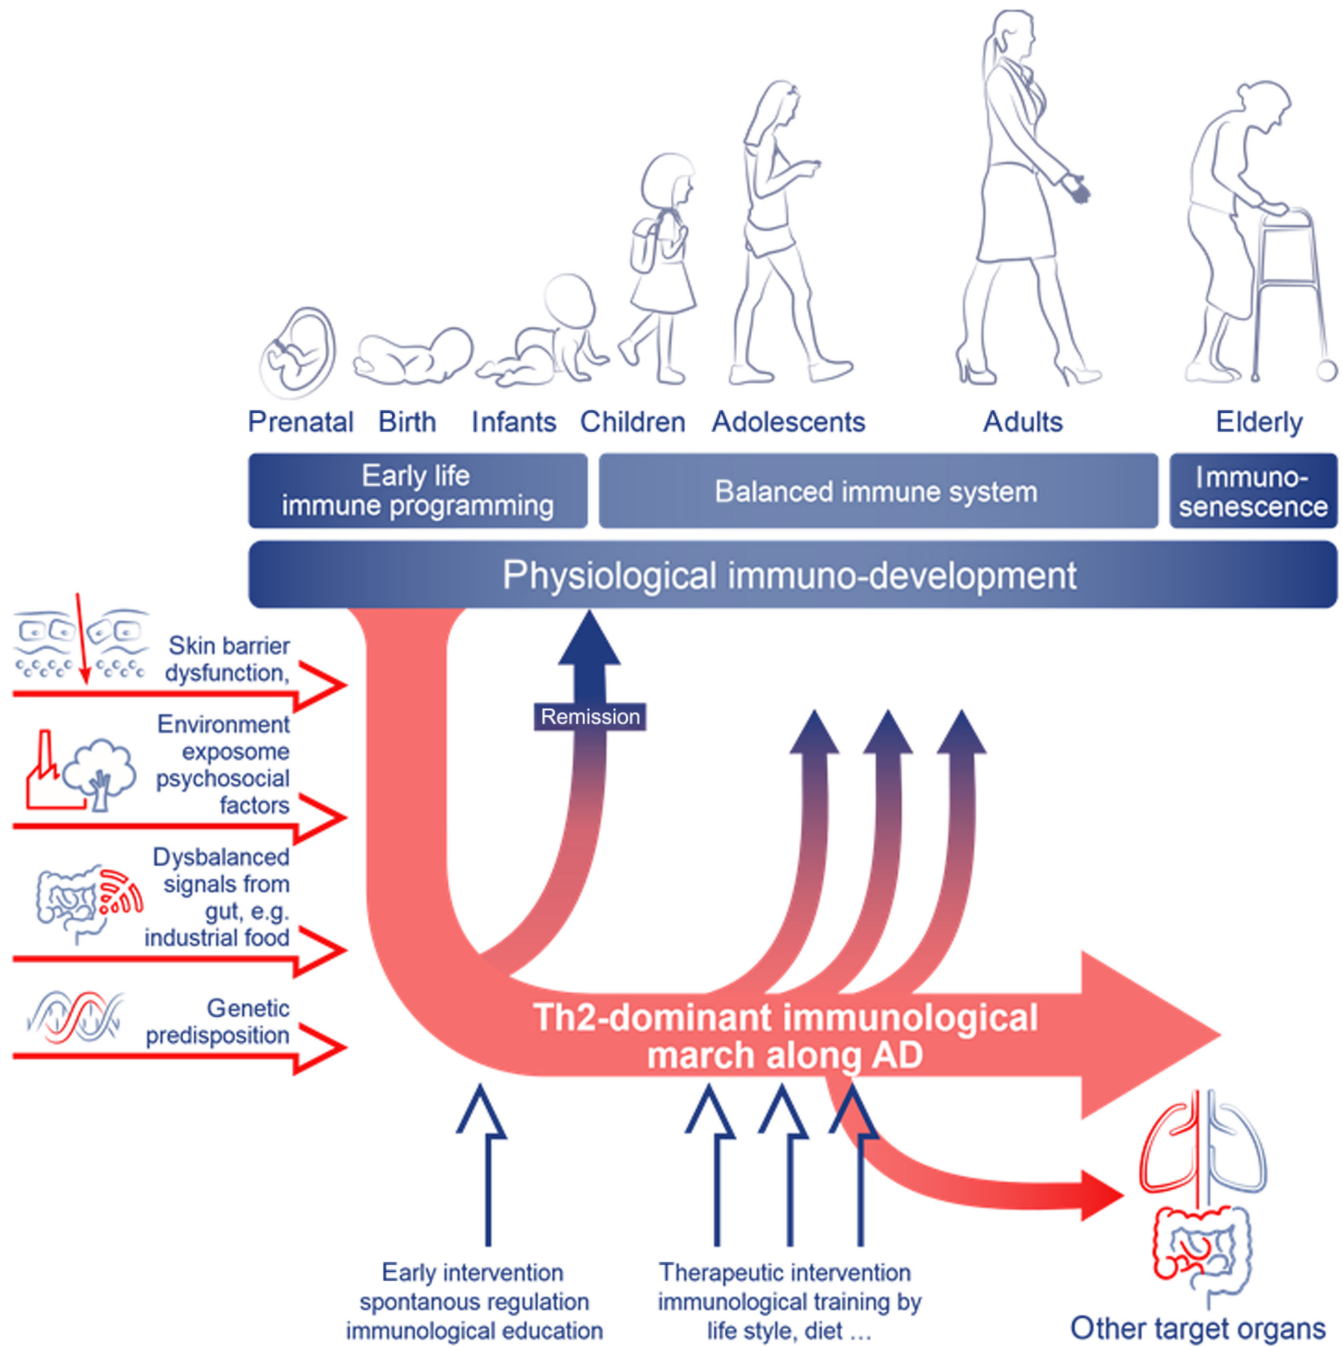 Prenatal
Birth
Infants
Children
Adolescents
Adults
Elderly
Early life
immune programming
Balanced immune system
Immuno-
senescence
Physiological immuno-development
Skin barrier
dysfunction,
Environment
exposome
psychosocial
factors
Dysbalanced
signals from
gut, e.g.
industrial food
Genetic
predisposition
Remission
Th2-dominant immunological
march along AD
Early intervention
spontanous regulation
immunological education
Therapeutic intervention
immunological training by
life style, diet ...
Other target organs